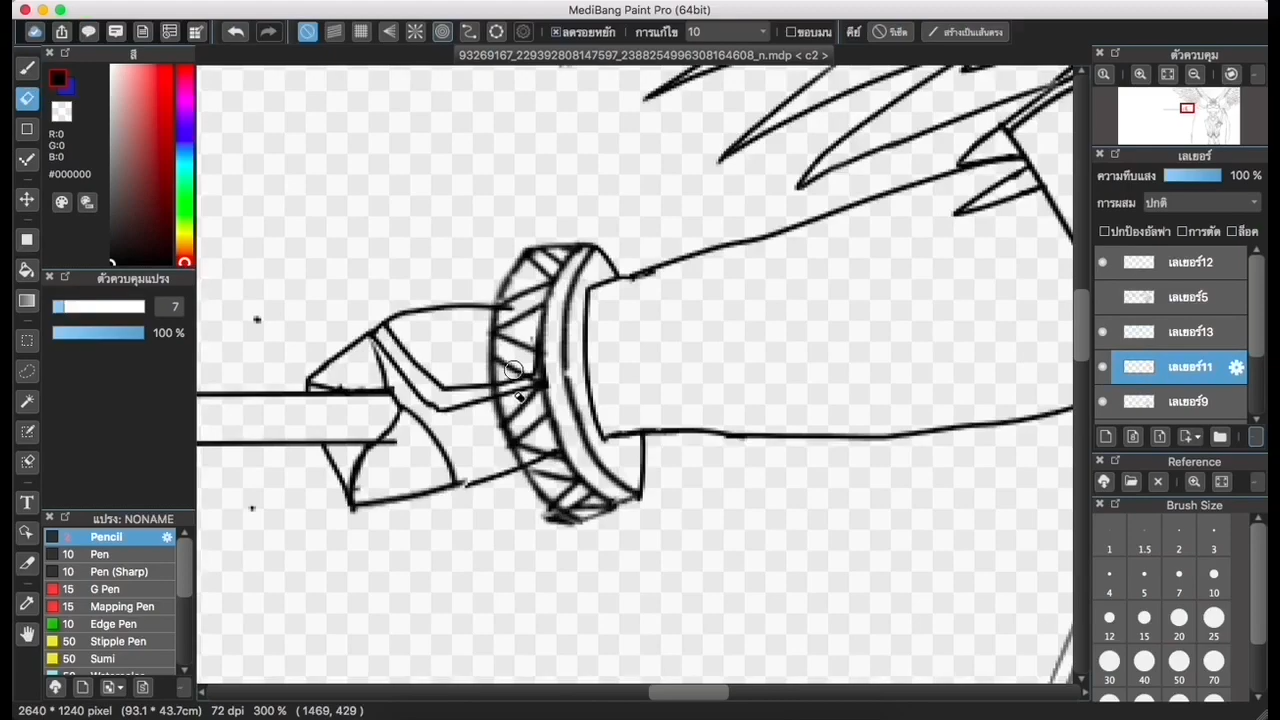 MediBang Paint Pro (64bit)
ลดรอยหยัก การแก้ไข 10 ขอบมน คีย์ รีเซ็ต สร้างเป็นเส้นตรง
93269167_229392808147597_2388254996308164608_n.mdp < c2 >
สี
R:0
G:0
B:0
#000000
ตัวควบคุมแปรง
7
100 %
แปรง: NONAME
Pencil
10 Pen
10 Pen (Sharp)
15 G Pen
15 Mapping Pen
10 Edge Pen
50 Stipple Pen
50 Sumi
ตัวควบคุม
เลเยอร์
ความทึบแสง 100 %
การผสม ปกติ
ปกป้องอัลฟา การตัด ล็อค
เลเยอร์12
เลเยอร์5
เลเยอร์13
เลเยอร์11
เลเยอร์9
Reference
Brush Size
1 1.5 2 3
4 5 7 10
12 15 20 25
30 40 50 70
2640 * 1240 pixel (93.1 * 43.7cm) 72 dpi 300 % ( 1469, 429 )